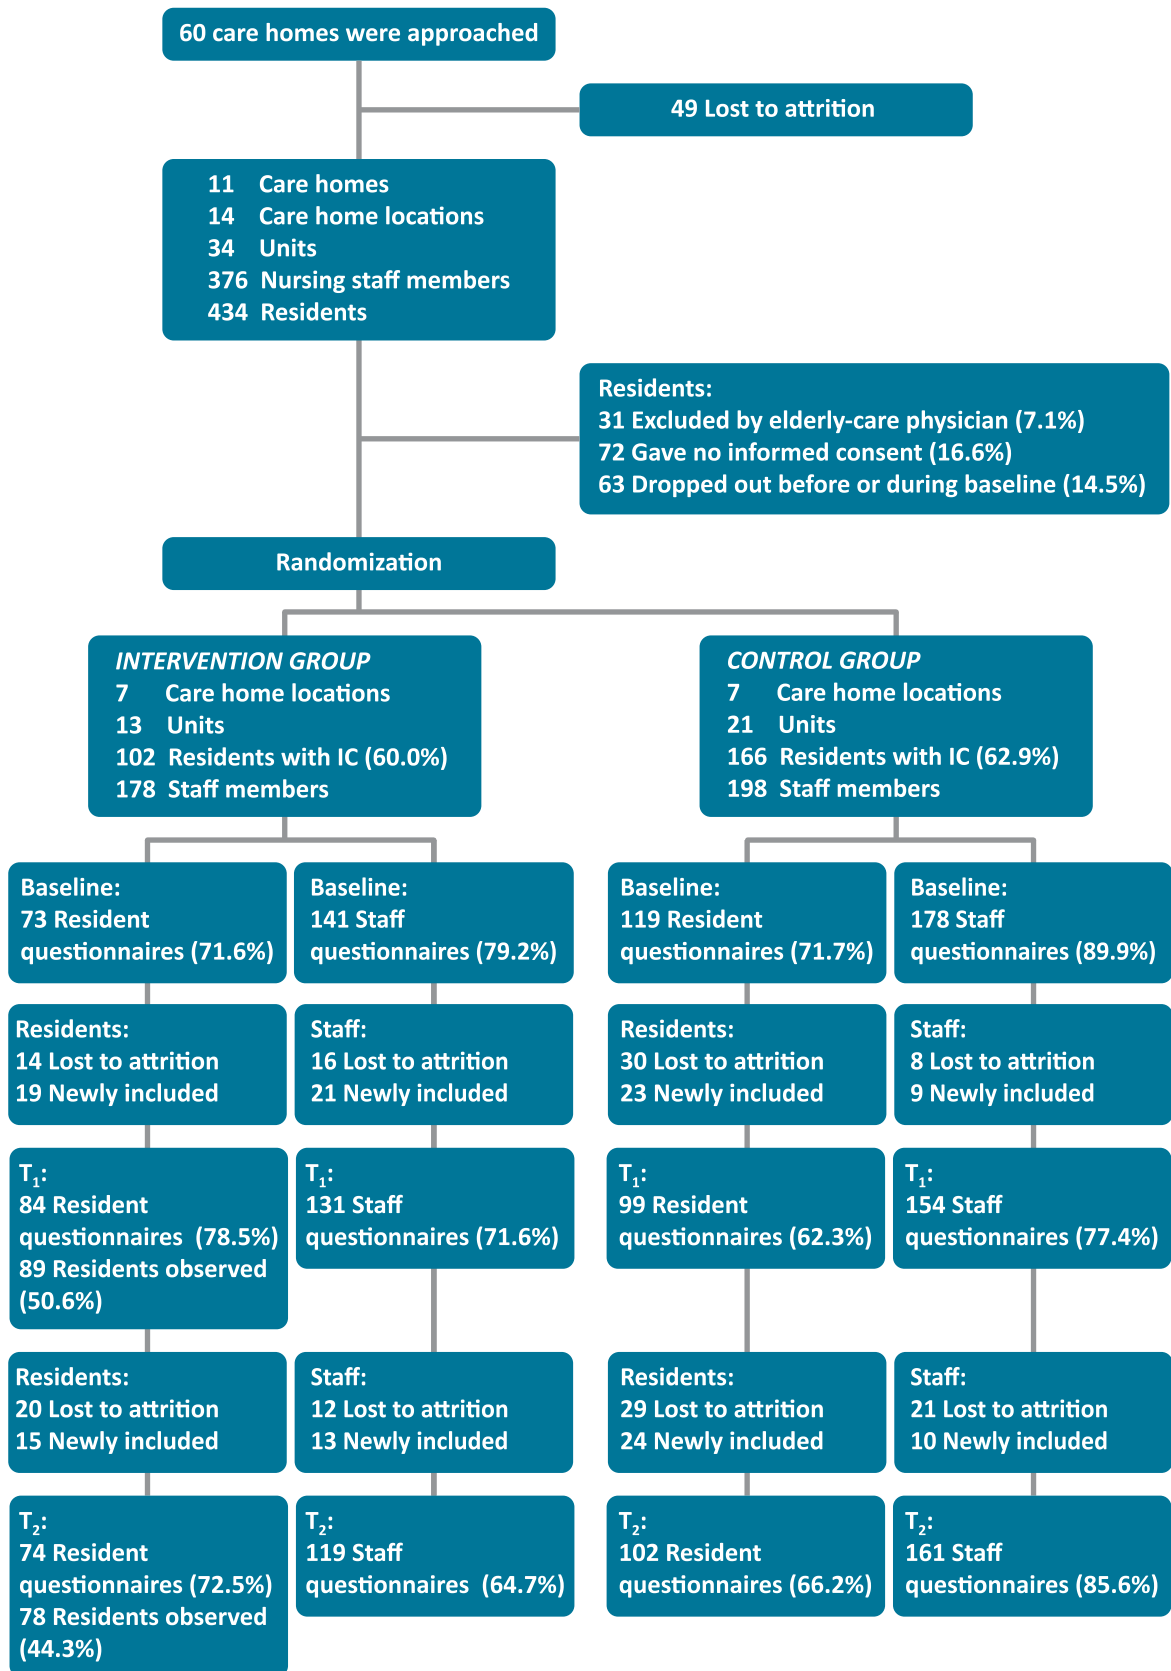 60 care homes were approached
49 Lost to attrition
11 Care homes
14 Care home locations
34 Units
376 Nursing staff members
434 Residents
Residents:
31 Excluded by elderly-care physician (7.1%)
72 Gave no informed consent (16.6%)
63 Dropped out before or during baseline (14.5%)
Randomization
INTERVENTION GROUP
7 Care home locations
13 Units
102 Residents with IC (60.0%)
178 Staff members
CONTROL GROUP
7 Care home locations
21 Units
166 Residents with IC (62.9%)
198 Staff members
Baseline:
73 Resident
questionnaires (71.6%)
Baseline:
141 Staff
questionnaires (79.2%)
Baseline:
119 Resident
questionnaires (71.7%)
Baseline:
178 Staff
questionnaires (89.9%)
Residents:
14 Lost to attrition
19 Newly included
Staff:
16 Lost to attrition
21 Newly included
Residents:
30 Lost to attrition
23 Newly included
Staff:
8 Lost to attrition
9 Newly included
T1:
84 Resident
questionnaires (78.5%)
89 Residents observed
(50.6%)
T1:
131 Staff
questionnaires (71.6%)
T1:
99 Resident
questionnaires (62.3%)
T1:
154 Staff
questionnaires (77.4%)
Residents:
20 Lost to attrition
15 Newly included
Staff:
12 Lost to attrition
13 Newly included
Residents:
29 Lost to attrition
24 Newly included
Staff:
21 Lost to attrition
10 Newly included
T2:
74 Resident
questionnaires (72.5%)
78 Residents observed
(44.3%)
T2:
119 Staff
questionnaires (64.7%)
T2:
102 Resident
questionnaires (66.2%)
T2:
161 Staff
questionnaires (85.6%)